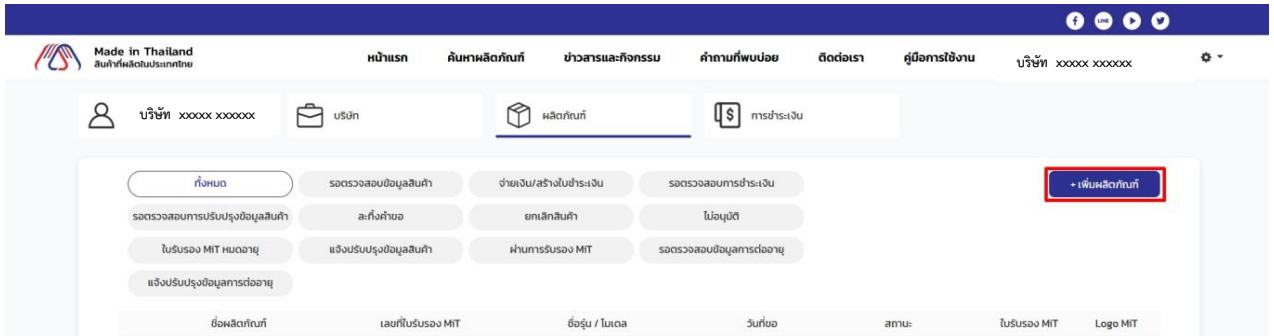 LINE
Made in Thailand
สินค้าที่ผลิตในประเทศไทย
หน้าแรก ค้นหาผลิตภัณฑ์ ข่าวสารและกิจกรรม คำถามที่พบบ่อย ติดต่อเรา คู่มือการใช้งาน บริษัท xxxxx xxxxxx
บริษัท xxxxx xxxxxx บริษัท ผลิตภัณฑ์ การชำระเงิน
ทั้งหมด รอตรวจสอบข้อมูลสินค้า จ่ายเงิน/สร้างใบชำระเงิน รอตรวจสอบการชำระเงิน + เพิ่มผลิตภัณฑ์
รอตรวจสอบการปรับปรุงข้อมูลสินค้า ละทิ้งคำขอ ยกเลิกสินค้า ไม่อนุมัติ
ใบรับรอง MiT หมดอายุ แจ้งปรับปรุงข้อมูลสินค้า ผ่านการรับรอง MiT รอตรวจสอบข้อมูลการต่ออายุ
แจ้งปรับปรุงข้อมูลการต่ออายุ
ชื่อผลิตภัณฑ์ เลขที่ใบรับรอง MiT ชื่อรุ่น / โมเดล วันที่ขอ สถานะ ใบรับรอง MiT Logo MiT